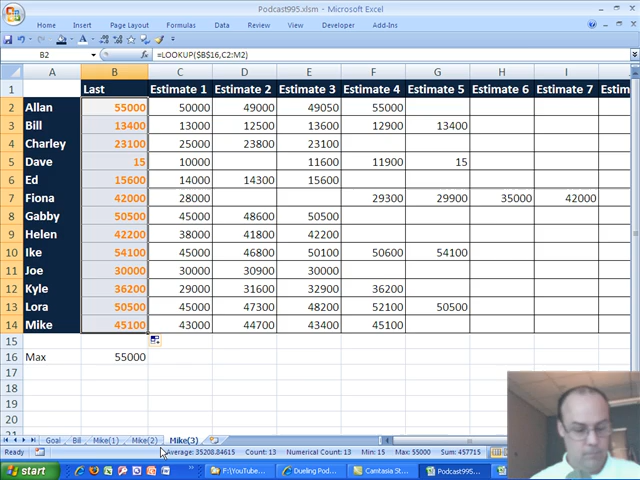 Podcast995.xlsm - Microsoft Excel
Home Insert Page Layout Formulas Data Review View Developer Add-Ins
B2 fx =LOOKUP($B$16,C2:M2)
A B C D E F G H I
1 Last Estimate 1 Estimate 2 Estimate 3 Estimate 4 Estimate 5 Estimate 6 Estimate 7 Estim
2 Allan 55000 50000 49000 49050 55000
3 Bill 13400 13000 12500 13600 12900 13400
4 Charley 23100 25000 23800 23100
5 Dave 15 10000 11600 11900 15
6 Ed 15600 14000 14300 15600
7 Fiona 42000 28000 29300 29900 35000 42000
8 Gabby 50500 45000 48600 50500
9 Helen 42200 38000 41800 42200
10 Ike 54100 45000 46800 50100 50600 54100
11 Joe 30000 30000 30900 30000
12 Kyle 36200 29000 31600 32900 36200
13 Lora 50500 45000 47300 48200 52100 50500
14 Mike 45100 43000 44700 43400 45100
15
16 Max 55000
17
18
19
20
21
Goal Bill Mike(1) Mike(2) Mike(3)
Ready Average: 35208.84615 Count: 13 Numerical Count: 13 Min: 15 Max: 55000 Sum: 457715
start F:\YouTube... Dueling Pod... Camtasia St... Podcast995...